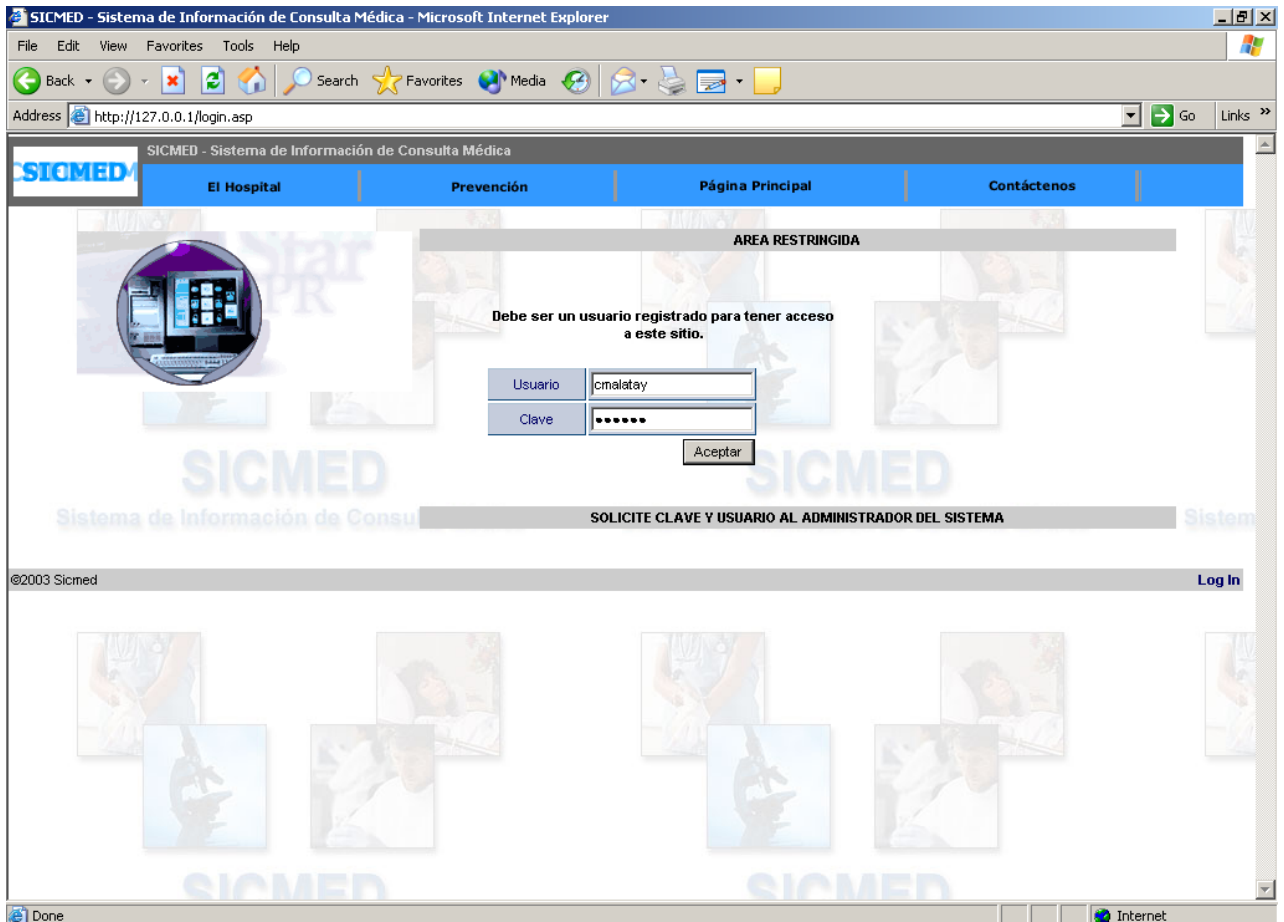 SICMED - Sistema de Información de Consulta Médica - Microsoft Internet Explorer
File Edit View Favorites Tools Help
Back Search Favorites Media
Address http://127.0.0.1/login.asp Go Links »
SICMED - Sistema de Información de Consulta Médica
SICMED
El Hospital Prevención Página Principal Contáctenos
Star
PR
AREA RESTRINGIDA
Debe ser un usuario registrado para tener acceso
a este sitio.
Usuario cmalatay
Clave ••••••
Aceptar
SICMED SICMED
Sistema de Información de Consu Sistem
SOLICITE CLAVE Y USUARIO AL ADMINISTRADOR DEL SISTEMA
©2003 Sicmed Log In
SICMED SICMED
Done Internet